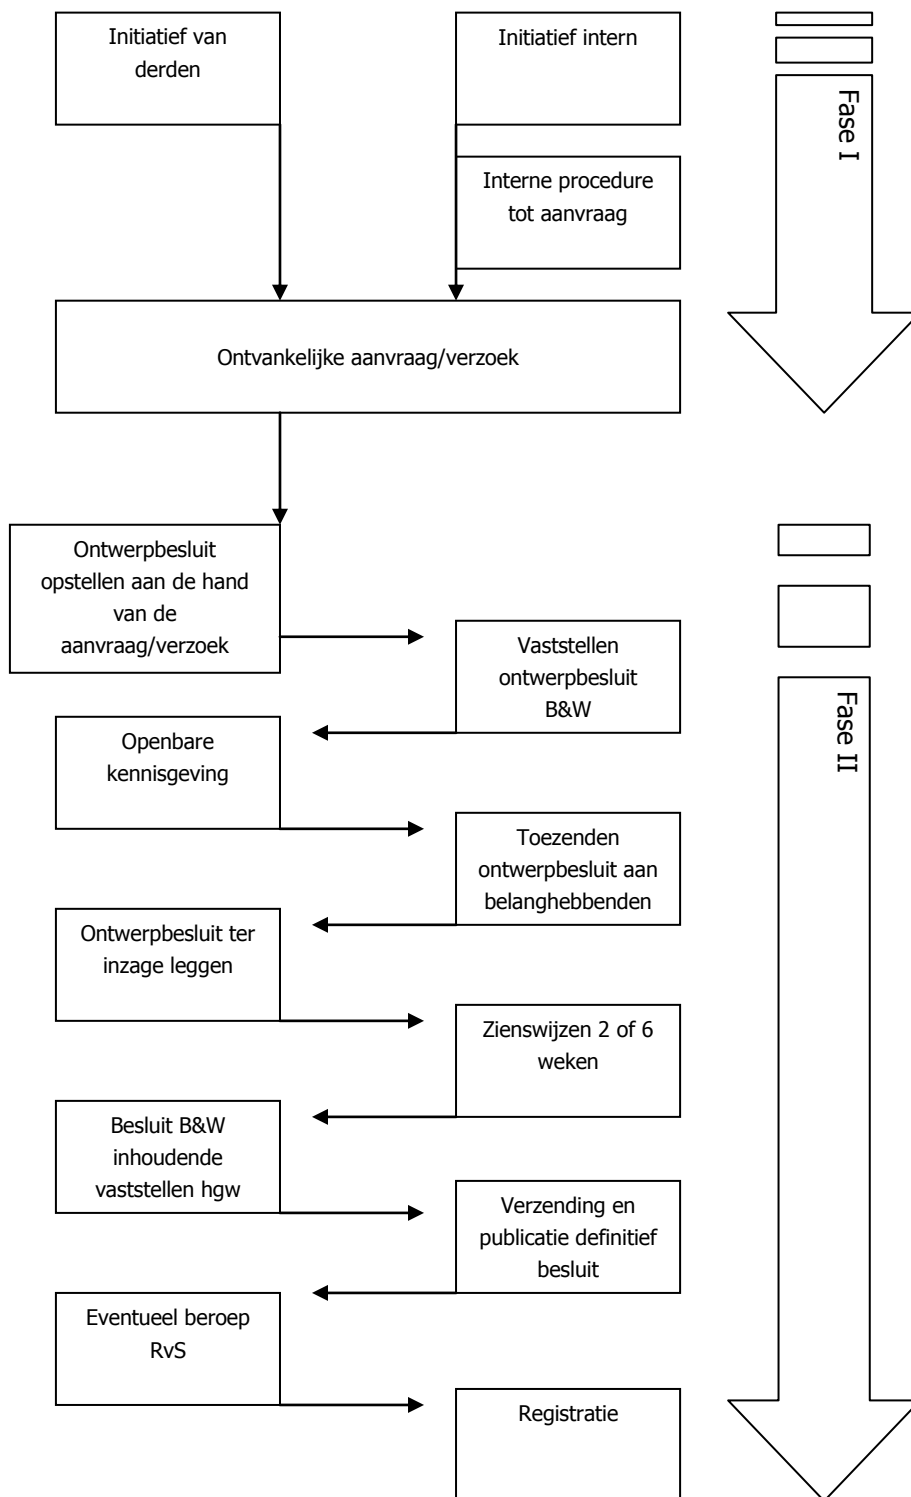 Initiatief van
derden
Initiatief intern
Fase I
Interne procedure
tot aanvraag
Ontvankelijke aanvraag/verzoek
Ontwerpbesluit
opstellen aan de hand
van de
aanvraag/verzoek
Vaststellen
ontwerpbesluit
B&W
Fase II
Openbare
kennisgeving
Toezenden
ontwerpbesluit aan
belanghebbenden
Ontwerpbesluit ter
inzage leggen
Zienswijzen 2 of 6
weken
Besluit B&W
inhoudende
vaststellen hgw
Verzending en
publicatie definitief
besluit
Eventueel beroep
RvS
Registratie